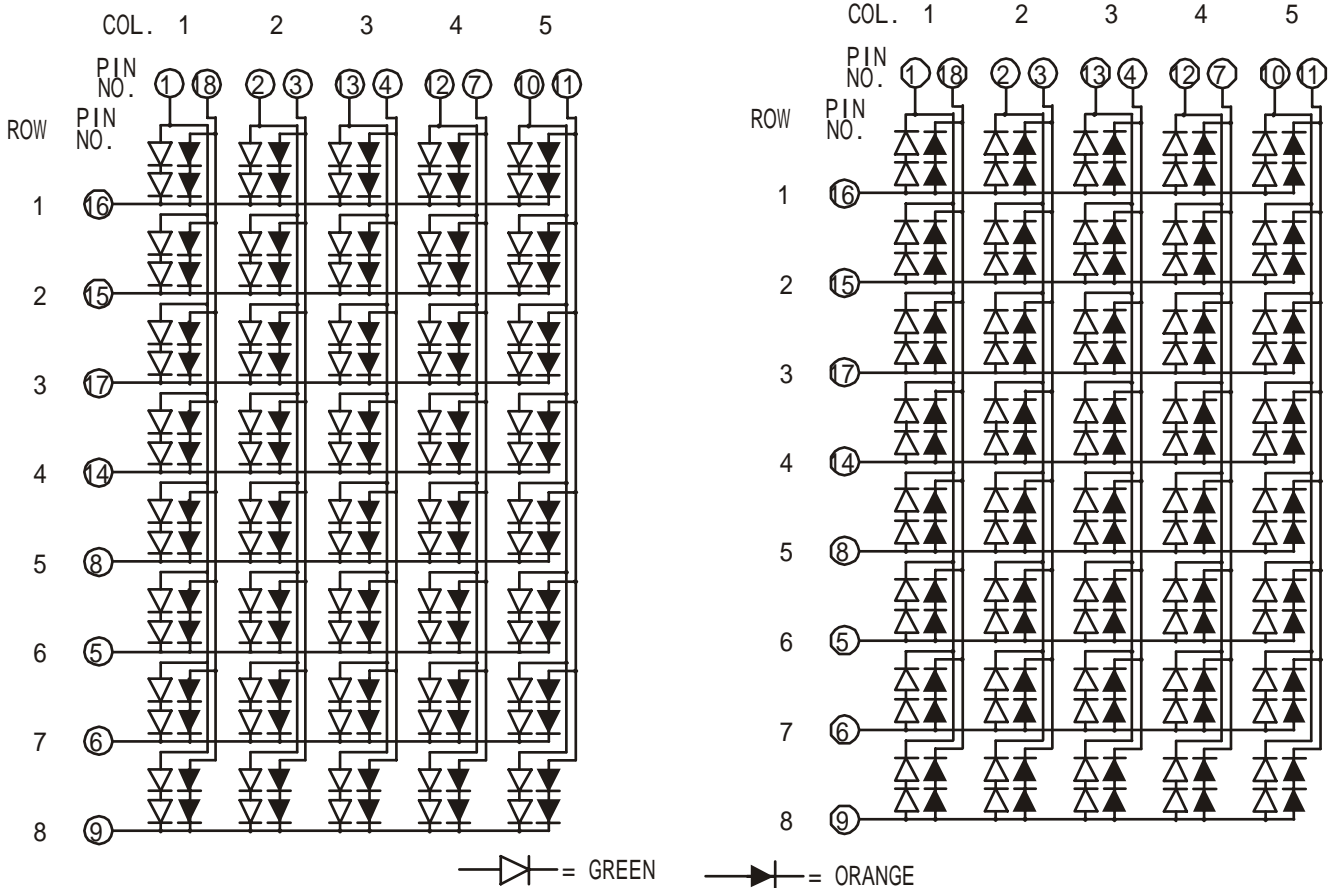 COL. 1 2 3 4 5
PIN NO. 1 18 2 3 13 4 12 7 10 11
ROW PIN NO.
1 16
2 15
3 17
4 14
5 8
6 5
7 6
8 9
COL. 1 2 3 4 5
PIN NO. 1 18 2 3 13 4 12 7 10 11
ROW PIN NO.
1 16
2 15
3 17
4 14
5 8
6 5
7 6
8 9
= GREEN = ORANGE